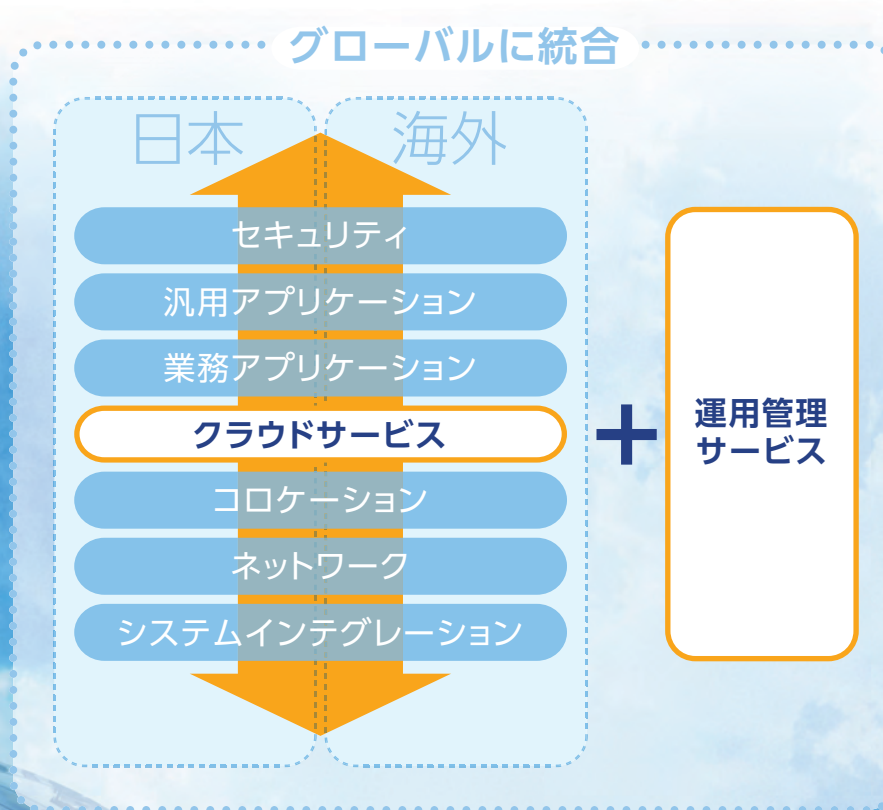 グローバルに統合
日本
海外
セキュリティ
汎用アプリケーション
業務アプリケーション
クラウドサービス
コロケーション
ネットワーク
システムインテグレーション
+
運用管理
サービス